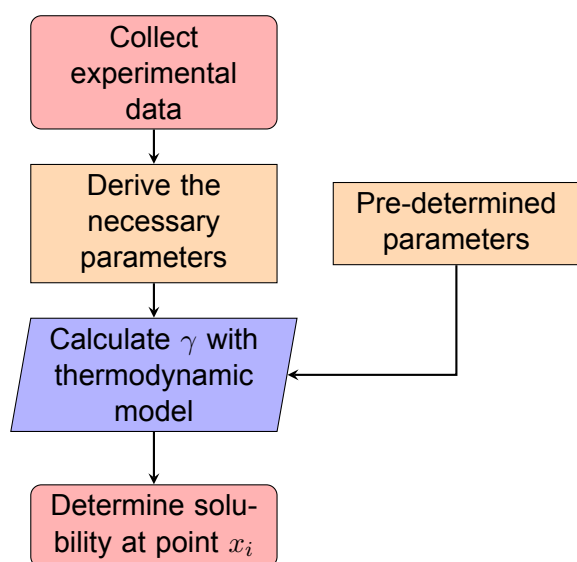 Collect
experimental
data
Derive the
necessary
parameters
Pre-determined
parameters
Calculate γ with
thermodynamic
model
Determine solu-
bility at point xᵢ